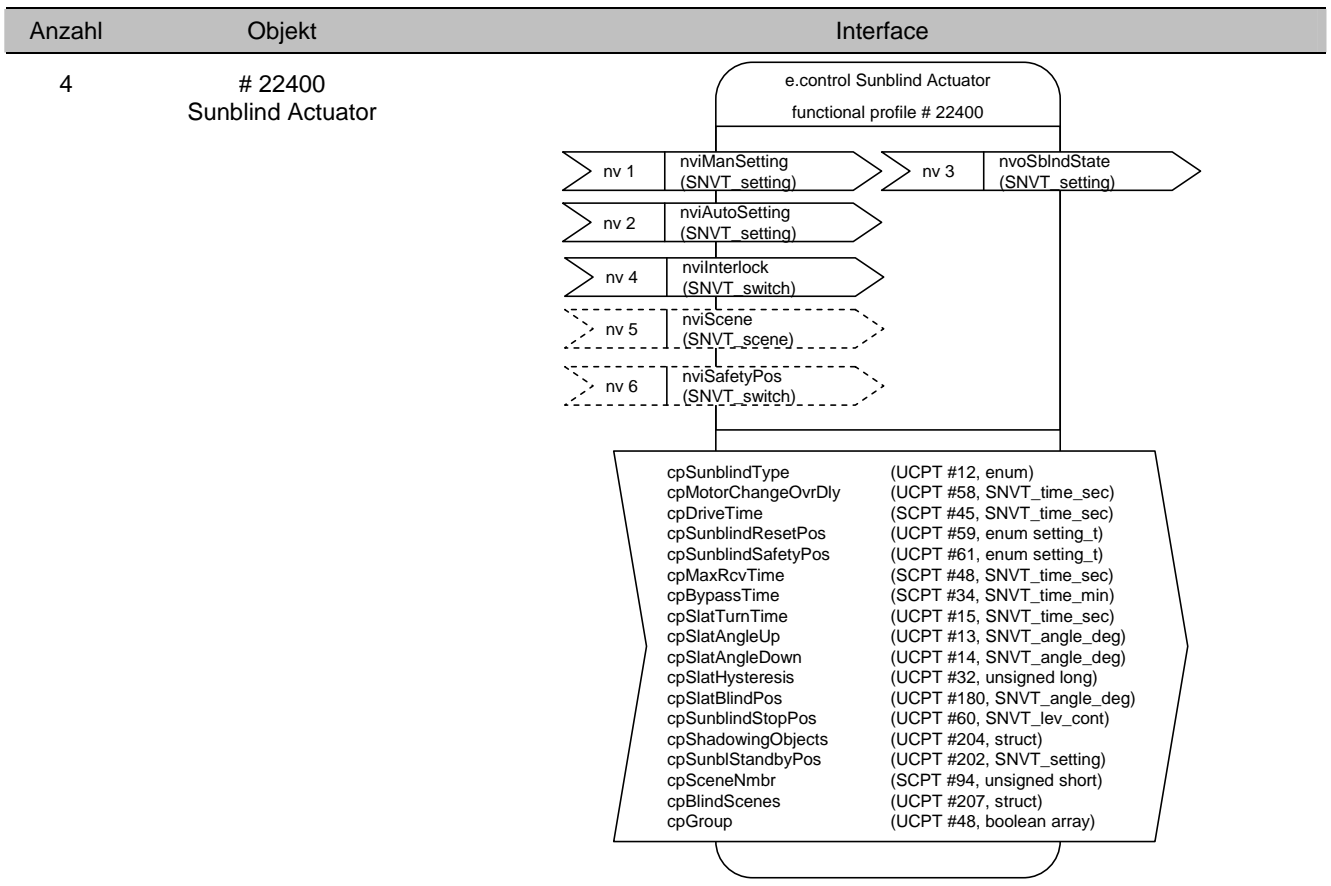 Anzahl Objekt Interface
4 # 22400
Sunblind Actuator
e.control Sunblind Actuator
functional profile # 22400
nv 1 nviManSetting
(SNVT_setting)
nv 3 nvoSblndState
(SNVT_setting)
nv 2 nviAutoSetting
(SNVT_setting)
nv 4 nviInterlock
(SNVT_switch)
nv 5 nviScene
(SNVT_scene)
nv 6 nviSafetyPos
(SNVT_switch)
cpSunblindType (UCPT #12, enum)
cpMotorChangeOvrDly (UCPT #58, SNVT_time_sec)
cpDriveTime (SCPT #45, SNVT_time_sec)
cpSunblindResetPos (UCPT #59, enum setting_t)
cpSunblindSafetyPos (UCPT #61, enum setting_t)
cpMaxRcvTime (SCPT #48, SNVT_time_sec)
cpBypassTime (SCPT #34, SNVT_time_min)
cpSlatTurnTime (UCPT #15, SNVT_time_sec)
cpSlatAngleUp (UCPT #13, SNVT_angle_deg)
cpSlatAngleDown (UCPT #14, SNVT_angle_deg)
cpSlatHysteresis (UCPT #32, unsigned long)
cpSlatBlindPos (UCPT #180, SNVT_angle_deg)
cpSunblindStopPos (UCPT #60, SNVT_lev_cont)
cpShadowingObjects (UCPT #204, struct)
cpSunblStandbyPos (UCPT #202, SNVT_setting)
cpSceneNmbr (SCPT #94, unsigned short)
cpBlindScenes (UCPT #207, struct)
cpGroup (UCPT #48, boolean array)